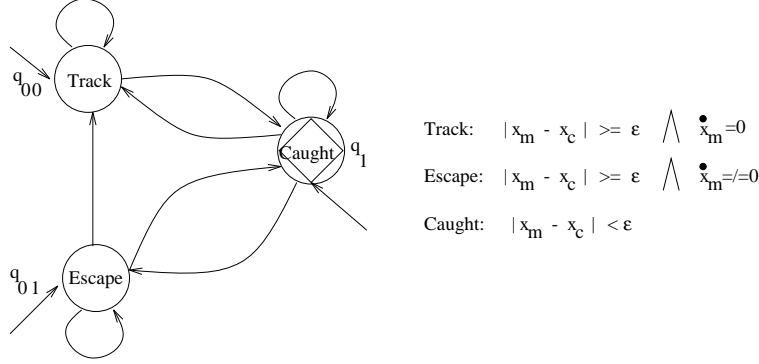 q00
Track
Caught
q1
Escape
q01
Track: | xm - xc | >= ε ∧ ẋm=0
Escape: | xm - xc | >= ε ∧ ẋm=/=0
Caught: | xm - xc | < ε